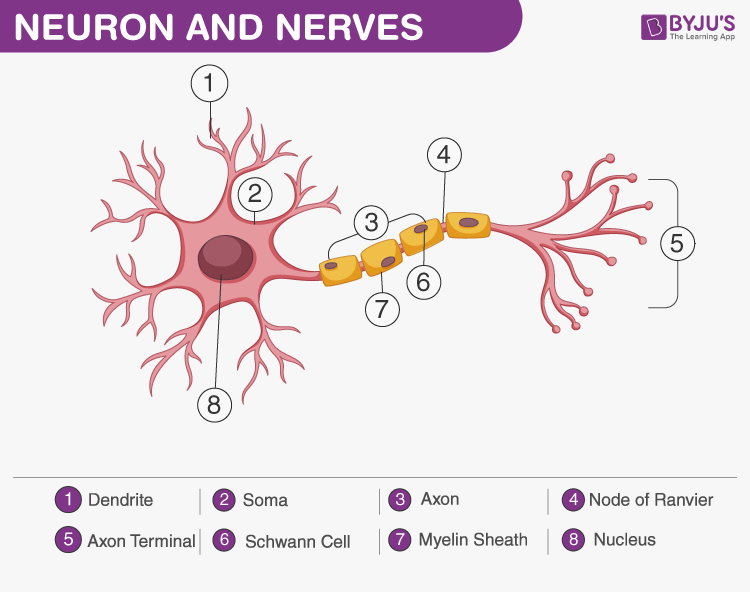 NEURON AND NERVES
BYJU'S
The Learning App
1
2
3
4
5
6
7
8
1 Dendrite
2 Soma
3 Axon
4 Node of Ranvier
5 Axon Terminal
6 Schwann Cell
7 Myelin Sheath
8 Nucleus